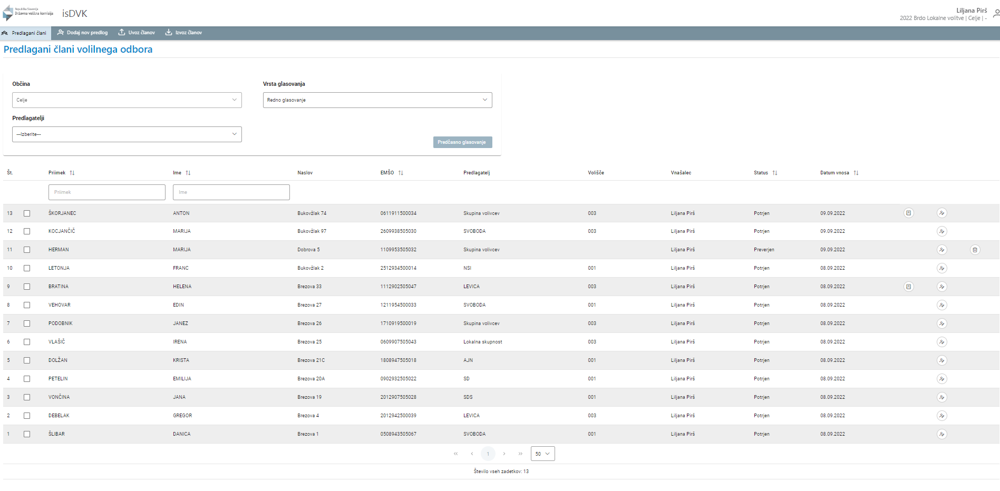 Republika Slovenija
Državna volilna komisija
isDVK
Liljana Pirš
2022 Brdo Lokalne volitve | Celje | -
Predlagani člani
Dodaj nov predlog
Uvoz članov
Izvoz članov
Predlagani člani volilnega odbora
Občina
Vrsta glasovanja
Celje
Redno glasovanje
Predlagatelji
---Izberite---
Predčasno glasovanje
Št. Priimek Ime Naslov EMŠO Predlagatelj Volišče Vnašalec Status Datum vnosa
Priimek Ime
13 ŠKORJANEC ANTON Bukovžlak 74 0611911500034 Skupina volivcev 003 Liljana Pirš Potrjen 09.09.2022
12 KOCJANČIČ MARIJA Bukovžlak 97 2609938505030 SVOBODA 003 Liljana Pirš Potrjen 09.09.2022
11 HERMAN MARIJA Dobrova 5 1109953505032 Skupina volivcev Liljana Pirš Preverjen 09.09.2022
10 LETONJA FRANC Bukovžlak 2 2512934500014 NSI 001 Liljana Pirš Potrjen 08.09.2022
9 BRATINA HELENA Brezova 33 1112902505047 LEVICA 003 Liljana Pirš Potrjen 08.09.2022
8 VEHOVAR EDIN Brezova 27 1211954500033 SVOBODA 001 Liljana Pirš Potrjen 08.09.2022
7 PODOBNIK JANEZ Brezova 26 1710919500019 Skupina volivcev 003 Liljana Pirš Potrjen 08.09.2022
6 VLAŠIČ IRENA Brezova 25 0609907505043 Lokalna skupnost 003 Liljana Pirš Potrjen 08.09.2022
5 DOLŽAN KRISTA Brezova 21C 1808947505018 AJN 001 Liljana Pirš Potrjen 08.09.2022
4 PETELIN EMILIJA Brezova 20A 0902932505022 SD 001 Liljana Pirš Potrjen 08.09.2022
3 VONČINA JANA Brezova 19 2012907505028 SDS 001 Liljana Pirš Potrjen 08.09.2022
2 DEBELAK GREGOR Brezova 4 2012942500039 LEVICA 003 Liljana Pirš Potrjen 08.09.2022
1 ŠLIBAR DANICA Brezova 1 0508943505067 SVOBODA 001 Liljana Pirš Potrjen 08.09.2022
« ‹ 1 › » 50
Število vseh zadetkov: 13